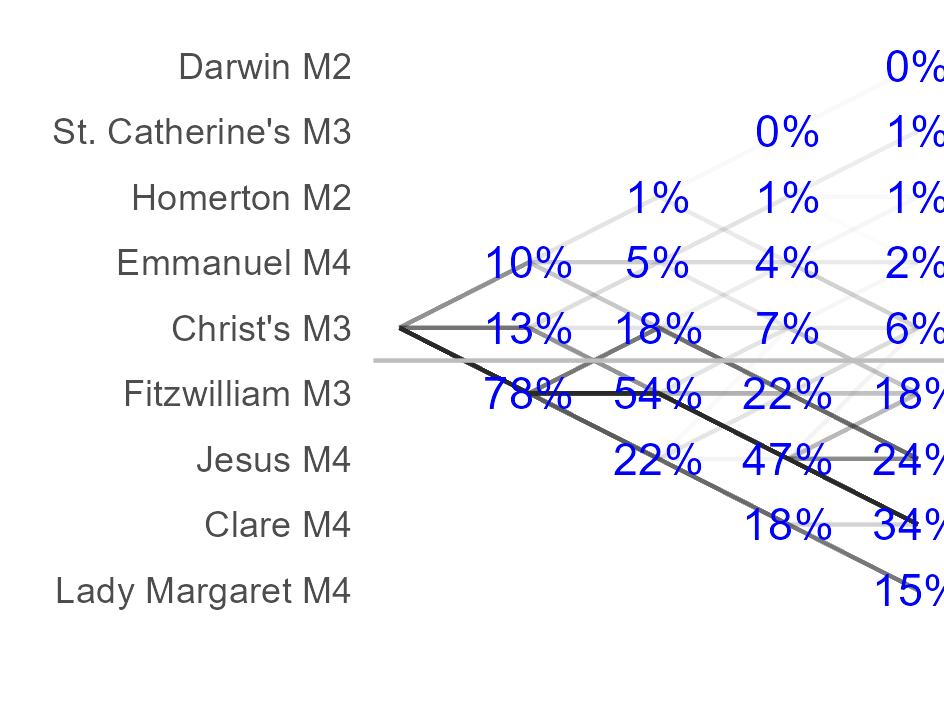 Darwin M2 0%
St. Catherine's M3 0% 1%
Homerton M2 1% 1% 1%
Emmanuel M4 10% 5% 4% 2%
Christ's M3 13% 18% 7% 6%
Fitzwilliam M3 78% 54% 22% 18%
Jesus M4 22% 47% 24%
Clare M4 18% 34%
Lady Margaret M4 15%